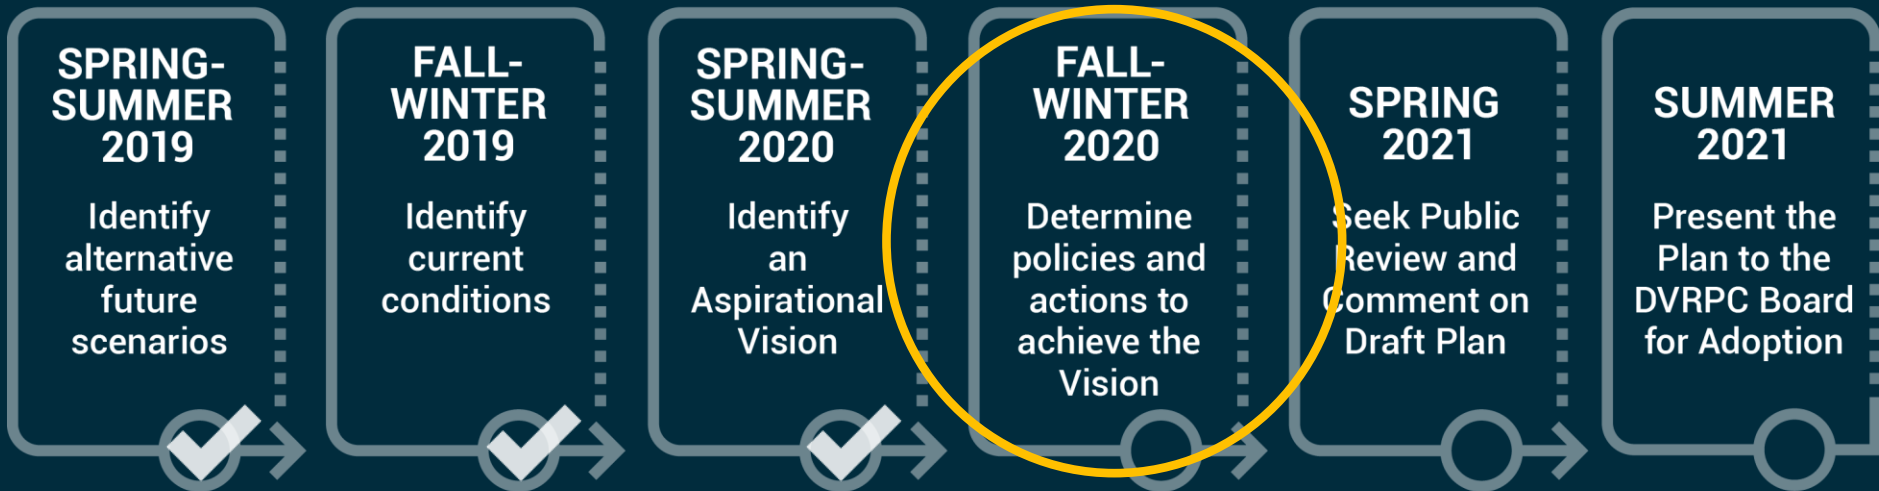 SPRING-
SUMMER
2019
Identify
alternative
future
scenarios
FALL-
WINTER
2019
Identify
current
conditions
SPRING-
SUMMER
2020
Identify
an
Aspirational
Vision
FALL-
WINTER
2020
Determine
policies and
actions to
achieve the
Vision
SPRING
2021
Seek Public
Review and
Comment on
Draft Plan
SUMMER
2021
Present the
Plan to the
DVRPC Board
for Adoption